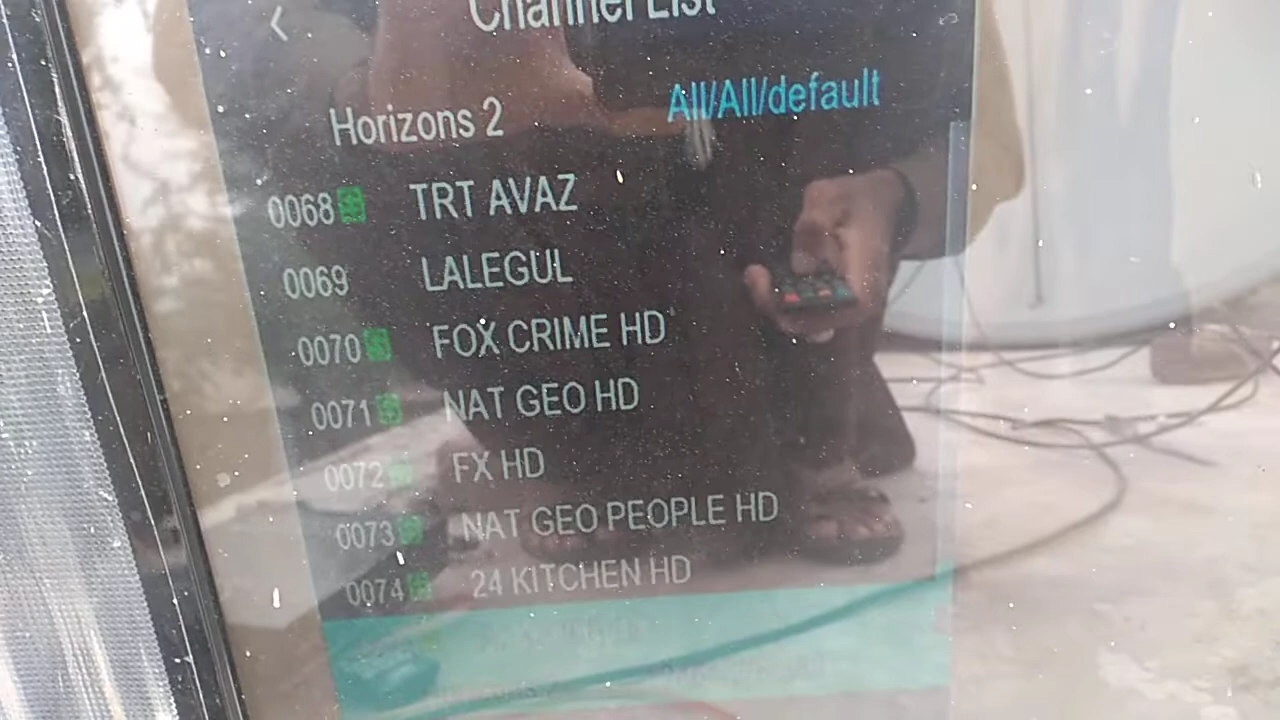 Channel List
Horizons 2 All/All/default
0068 TRT AVAZ
0069 LALEGUL
0070 FOX CRIME HD
0071 NAT GEO HD
0072 FX HD
0073 NAT GEO PEOPLE HD
0074 24 KITCHEN HD